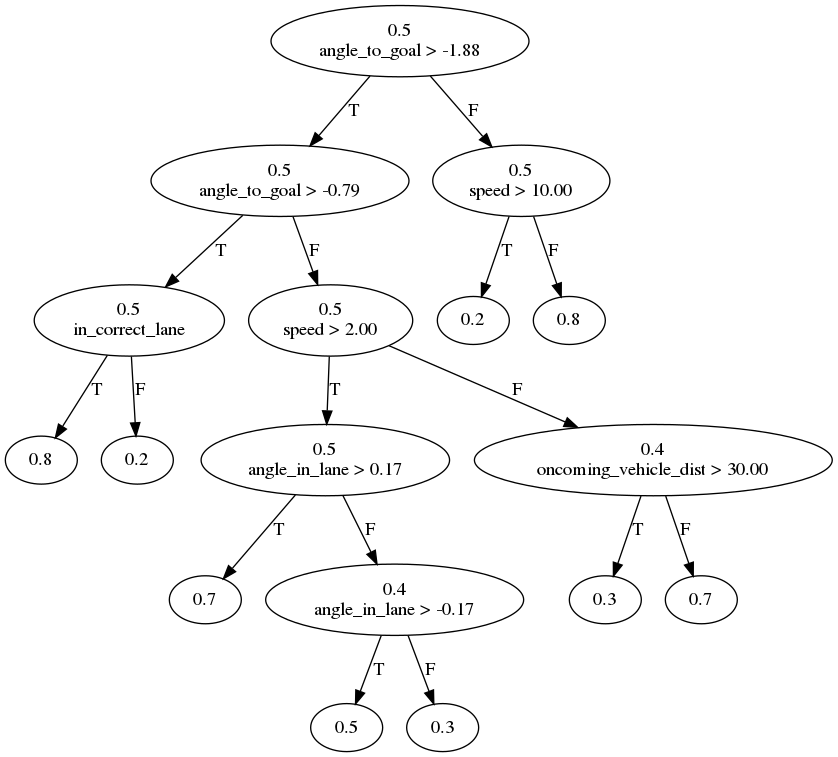 0.5
angle_to_goal > -1.88
T
F
0.5
angle_to_goal > -0.79
0.5
speed > 10.00
T
F
T
F
0.5
in_correct_lane
0.5
speed > 2.00
0.2
0.8
T
F
T
F
0.8
0.2
0.5
angle_in_lane > 0.17
0.4
oncoming_vehicle_dist > 30.00
T
F
T
F
0.7
0.4
angle_in_lane > -0.17
0.3
0.7
T
F
0.5
0.3